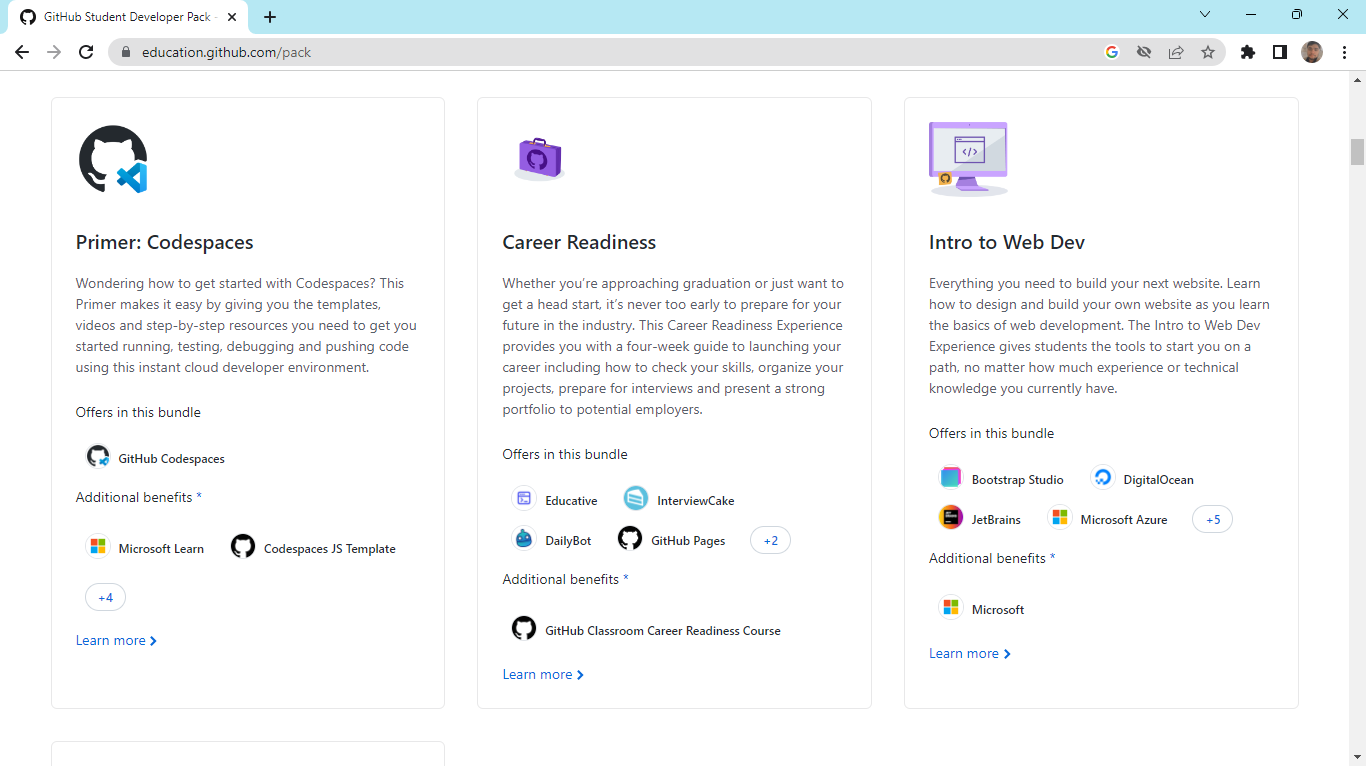 GitHub Student Developer Pack -
education.github.com/pack
Primer: Codespaces
Wondering how to get started with Codespaces? This
Primer makes it easy by giving you the templates,
videos and step-by-step resources you need to get you
started running, testing, debugging and pushing code
using this instant cloud developer environment.
Offers in this bundle
GitHub Codespaces
Additional benefits *
Microsoft Learn Codespaces JS Template
+4
Learn more
Career Readiness
Whether you’re approaching graduation or just want to
get a head start, it’s never too early to prepare for your
future in the industry. This Career Readiness Experience
provides you with a four-week guide to launching your
career including how to check your skills, organize your
projects, prepare for interviews and present a strong
portfolio to potential employers.
Offers in this bundle
Educative InterviewCake
DailyBot GitHub Pages +2
Additional benefits *
GitHub Classroom Career Readiness Course
Learn more
Intro to Web Dev
Everything you need to build your next website. Learn
how to design and build your own website as you learn
the basics of web development. The Intro to Web Dev
Experience gives students the tools to start you on a
path, no matter how much experience or technical
knowledge you currently have.
Offers in this bundle
Bootstrap Studio DigitalOcean
JetBrains Microsoft Azure +5
Additional benefits *
Microsoft
Learn more